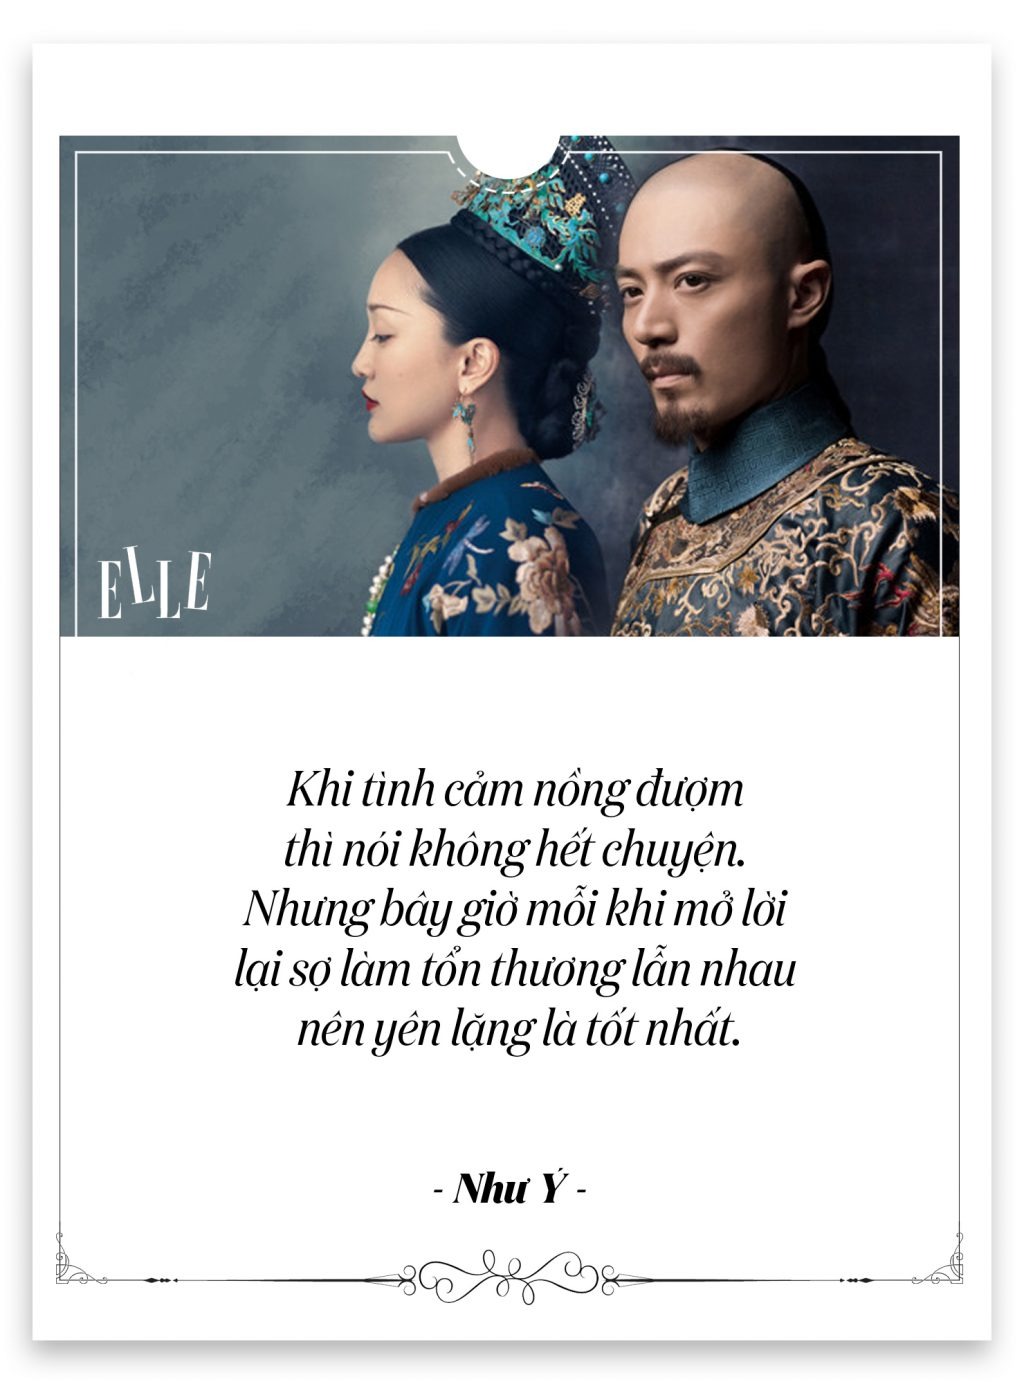 ELLE
Khi tình cảm nồng đượm
thì nói không hết chuyện.
Nhưng bây giờ mỗi khi mở lời
lại sợ làm tổn thương lẫn nhau
nên yên lặng là tốt nhất.
- Như Ý -